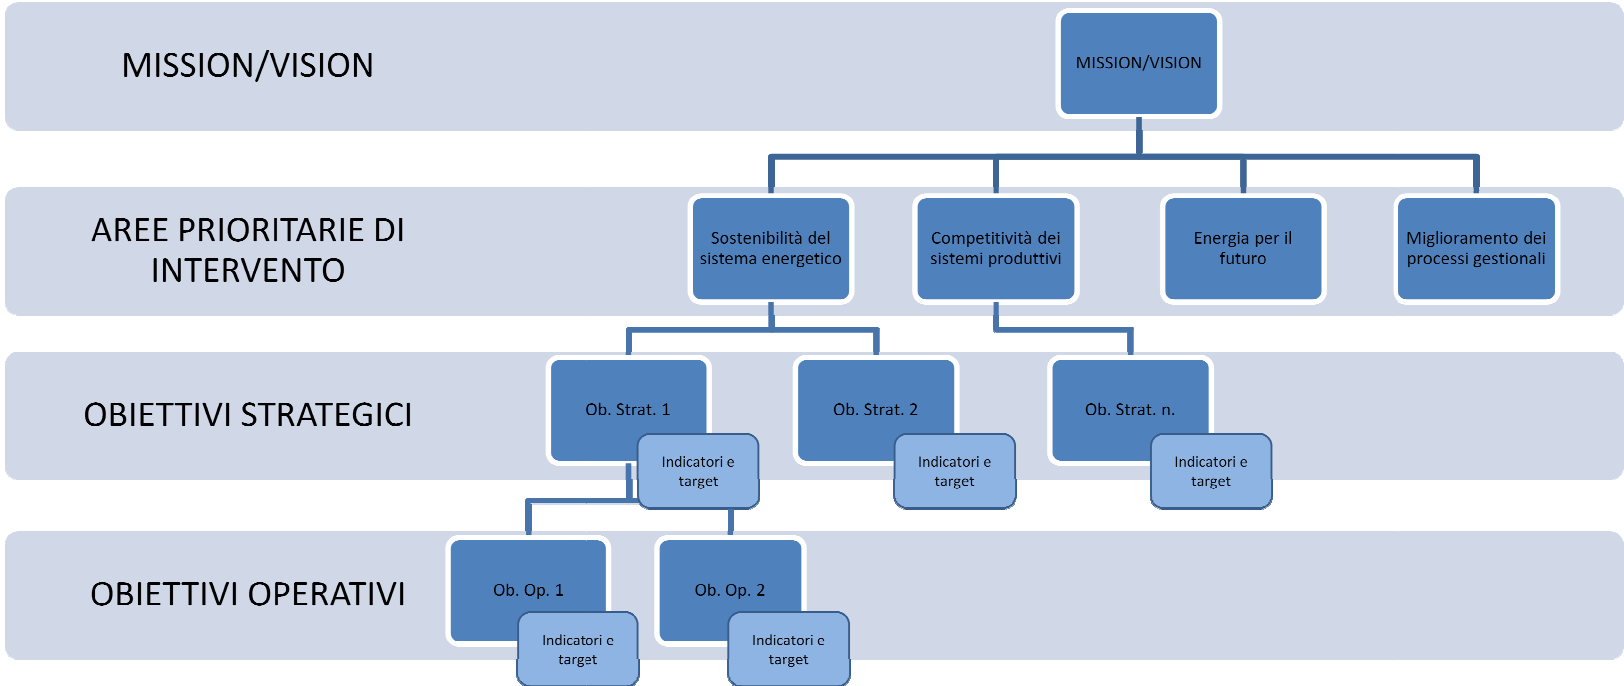 MISSION/VISION
MISSION/VISION
AREE PRIORITARIE DI
INTERVENTO
Sostenibilità del
sistema energetico
Competitività dei
sistemi produttivi
Energia per il
futuro
Miglioramento dei
processi gestionali
OBIETTIVI STRATEGICI
Ob. Strat. 1
Indicatori e
target
Ob. Strat. 2
Indicatori e
target
Ob. Strat. n.
Indicatori e
target
OBIETTIVI OPERATIVI
Ob. Op. 1
Indicatori e
target
Ob. Op. 2
Indicatori e
target